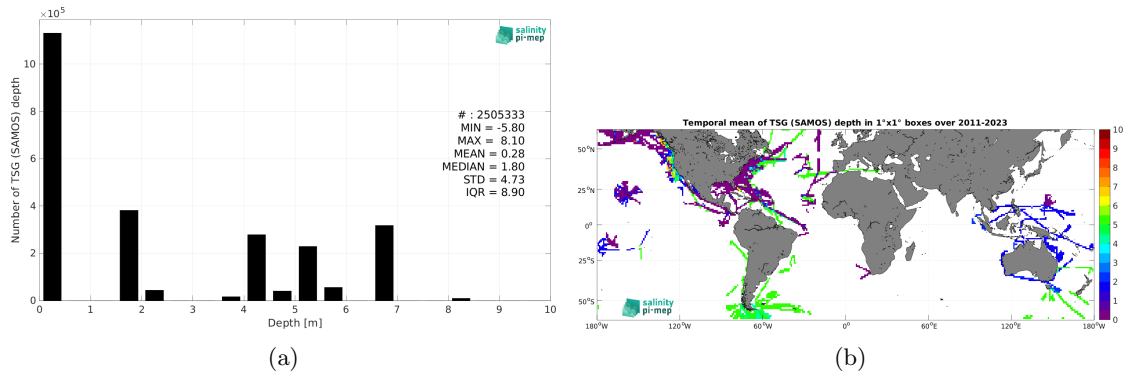 ×10⁵
10
8
6
4
2
0
Number of TSG (SAMOS) depth
salinity
pi-mep
# : 2505333
MIN = -5.80
MAX = 8.10
MEAN = 0.28
MEDIAN = 1.80
STD = 4.73
IQR = 8.90
0 1 2 3 4 5 6 7 8 9 10
Depth [m]
(a)
Temporal mean of TSG (SAMOS) depth in 1°x1° boxes over 2011-2023
50°N
25°N
0°
25°S
50°S
salinity
pi-mep
180°W 120°W 60°W 0° 60°E 120°E 180°E
10
9
8
7
6
5
4
3
2
1
0
(b)